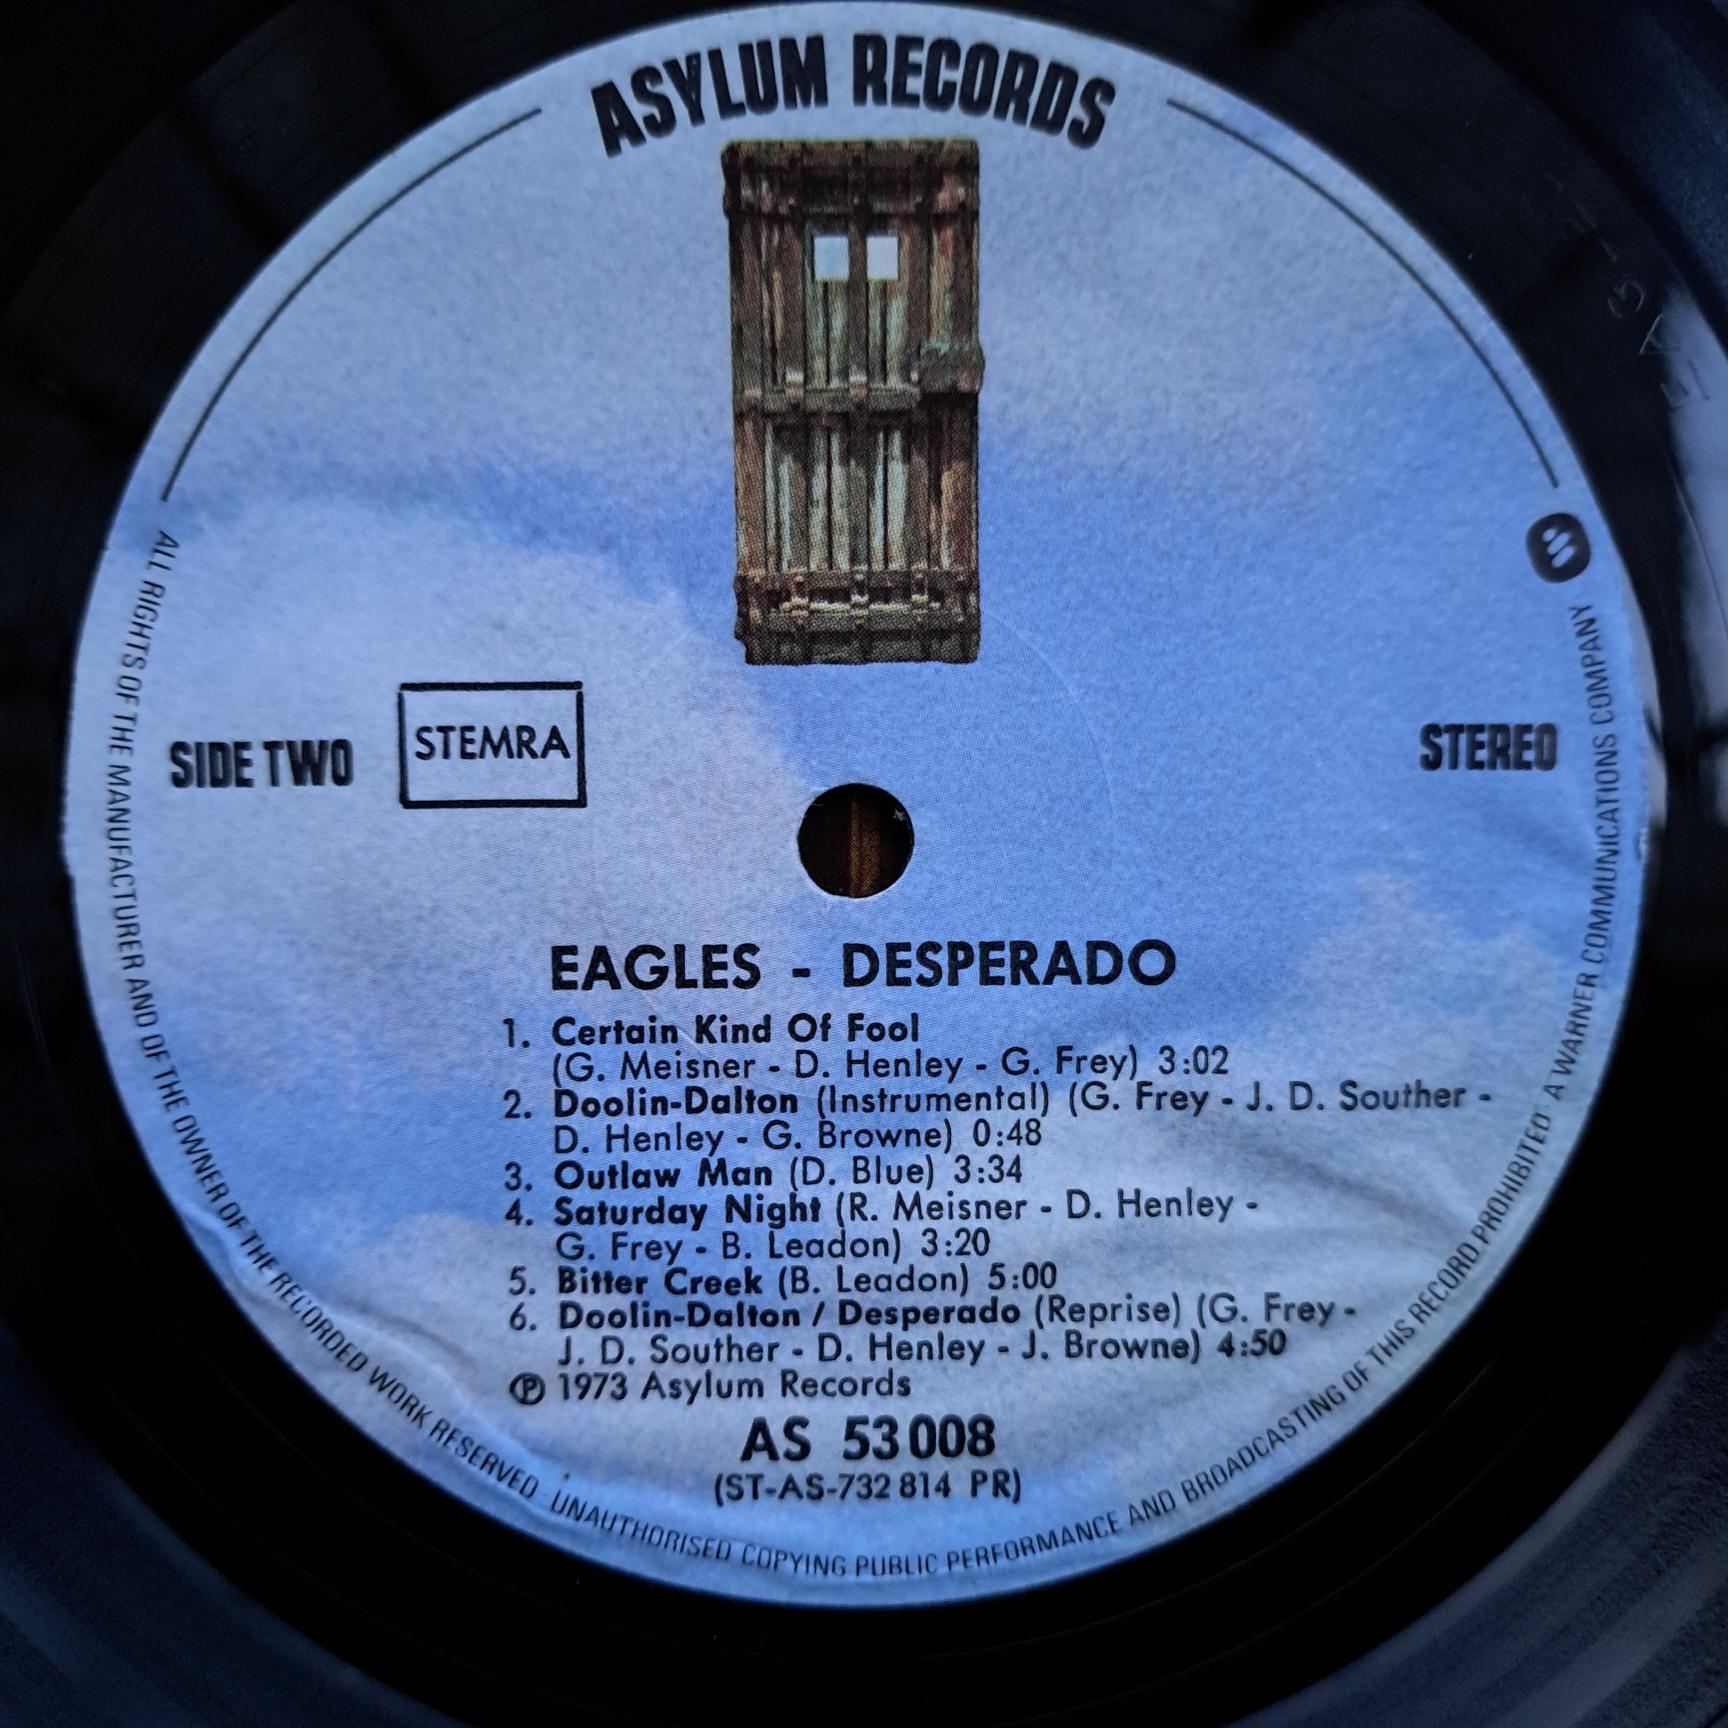 ASYLUM RECORDS
SIDE TWO
STEMRA
STEREO
EAGLES - DESPERADO
1. Certain Kind Of Fool
(G. Meisner - D. Henley - G. Frey) 3:02
2. Doolin-Dalton (Instrumental) (G. Frey - J. D. Souther -
D. Henley - G. Browne) 0:48
3. Outlaw Man (D. Blue) 3:34
4. Saturday Night (R. Meisner - D. Henley -
G. Frey - B. Leadon) 3:20
5. Bitter Creek (B. Leadon) 5:00
6. Doolin-Dalton / Desperado (Reprise) (G. Frey -
J. D. Souther - D. Henley - J. Browne) 4:50
℗ 1973 Asylum Records
AS 53 008
(ST-AS-732 814 PR)
ALL RIGHTS OF THE MANUFACTURER AND OF THE OWNER OF THE RECORDED WORK RESERVED · UNAUTHORISED COPYING PUBLIC PERFORMANCE AND BROADCASTING OF THIS RECORD PROHIBITED · A WARNER COMMUNICATIONS COMPANY